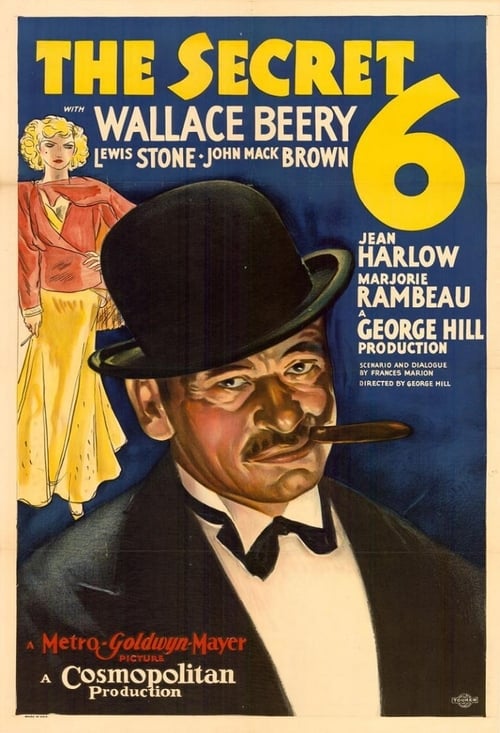 THE SECRET
6
WITH
WALLACE BEERY
LEWIS STONE · JOHN MACK BROWN
JEAN
HARLOW
MARJORIE
RAMBEAU
A
GEORGE HILL
PRODUCTION
SCENARIO AND DIALOGUE
BY FRANCES MARION
DIRECTED BY GEORGE HILL
A Metro-Goldwyn-Mayer
PICTURE
A Cosmopolitan
Production